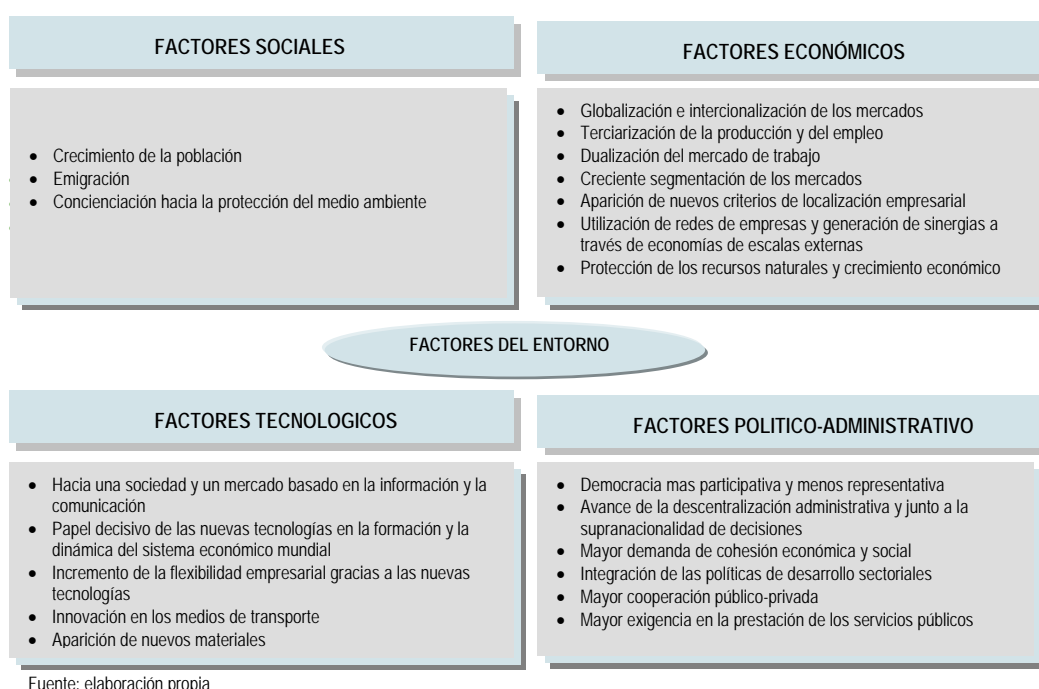 FACTORES SOCIALES
• Crecimiento de la población
• Emigración
• Concienciación hacia la protección del medio ambiente
FACTORES ECONÓMICOS
• Globalización e intercionalización de los mercados
• Terciarización de la producción y del empleo
• Dualización del mercado de trabajo
• Creciente segmentación de los mercados
• Aparición de nuevos criterios de localización empresarial
• Utilización de redes de empresas y generación de sinergias a
través de economías de escalas externas
• Protección de los recursos naturales y crecimiento económico
FACTORES DEL ENTORNO
FACTORES TECNOLOGICOS
• Hacia una sociedad y un mercado basado en la información y la
comunicación
• Papel decisivo de las nuevas tecnologías en la formación y la
dinámica del sistema económico mundial
• Incremento de la flexibilidad empresarial gracias a las nuevas
tecnologías
• Innovación en los medios de transporte
• Aparición de nuevos materiales
FACTORES POLITICO-ADMINISTRATIVO
• Democracia mas participativa y menos representativa
• Avance de la descentralización administrativa y junto a la
supranacionalidad de decisiones
• Mayor demanda de cohesión económica y social
• Integración de las políticas de desarrollo sectoriales
• Mayor cooperación público-privada
• Mayor exigencia en la prestación de los servicios públicos
Fuente: elaboración propia